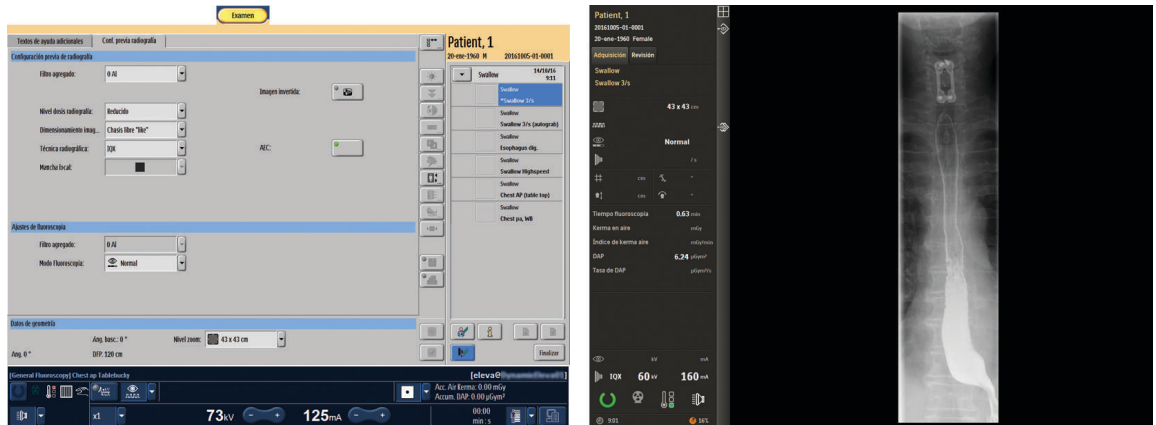 Examen
Textos de ayuda adicionales
Conf. previa radiografía
Configuración previa de radiografía
Filtro agregado:
0 Al
Imagen invertida:
Nivel dosis radiografía:
Reducido
Dimensionamiento imag...
Chasis libre "like"
Técnica radiográfica:
IQX
AEC:
Mancha local:
Ajustes de fluoroscopia
Filtro agregado:
0 Al
Modo Fluoroscopia:
Normal
Datos de geometría
Ang. basc.: 0 °
Nivel zoom:
43 x 43 cm
Ang. 0 °
DFP. 120 cm
Patient, 1
20-ene-1960 M
20161005-01-0001
Swallow
14/10/16
9:11
Swallow
*Swallow 3/s
Swallow
Swallow 3/s (autograb)
Swallow
Esophagus dig.
Swallow
Swallow Highspeed
Swallow
Chest AP (table top)
Swallow
Chest pa, WB
Finalizar
[General Fluoroscopy] Chest ap Tablebucky
[eleva@
Acc. Air Kerma: 0.00 mGy
Accum. DAP: 0.00 µGym²
x1
73kV
- +
125mA
- +
00:00
min : s
Patient, 1
20161005-01-0001
20-ene-1960 Female
Adquisición
Revisión
Swallow
Swallow 3/s
43 x 43 cm
Normal
/ s
cm
-
cm
-
Tiempo fluoroscopia
0.63 min
Kerma en aire
mGy
Índice de kerma aire
mGy/min
DAP
6.24 µGym²
Tasa de DAP
µGym²/s
kV
mA
IQX
60 kV
160 mA
9:01
16%